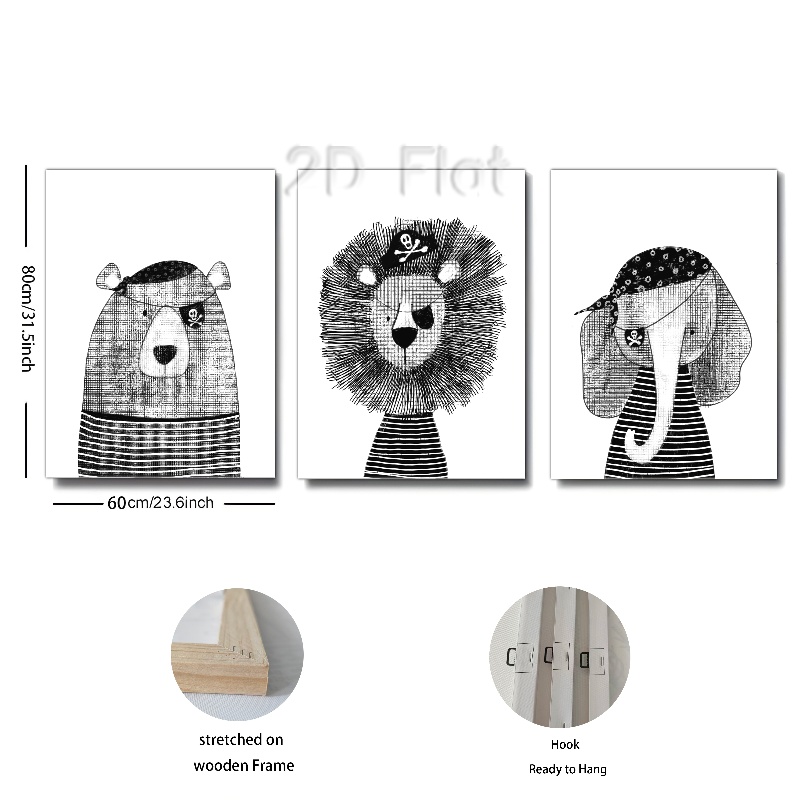 2D Flat
80cm/31.5inch
60cm/23.6inch
stretched on
wooden Frame
Hook
Ready to Hang